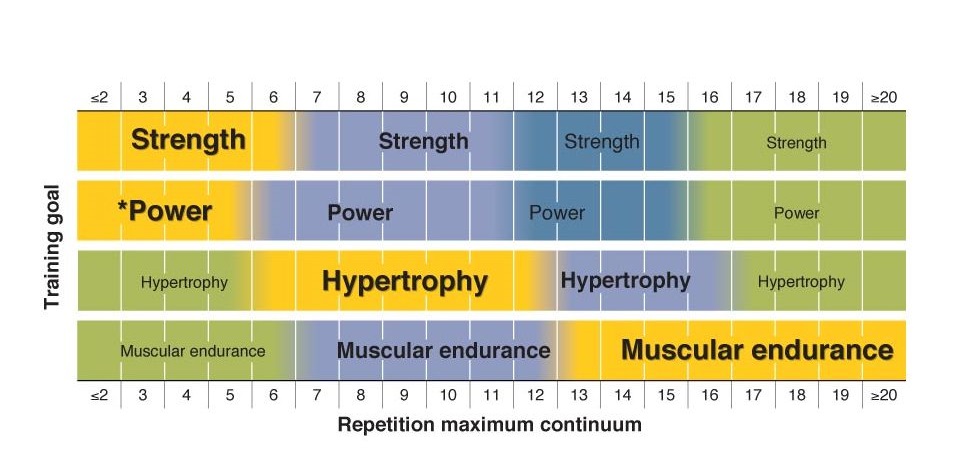 ≤2 3 4 5 6 7 8 9 10 11 12 13 14 15 16 17 18 19 ≥20
Strength Strength Strength Strength
*Power Power Power Power
Training goal
Hypertrophy Hypertrophy Hypertrophy Hypertrophy
Muscular endurance Muscular endurance Muscular endurance
≤2 3 4 5 6 7 8 9 10 11 12 13 14 15 16 17 18 19 ≥20
Repetition maximum continuum